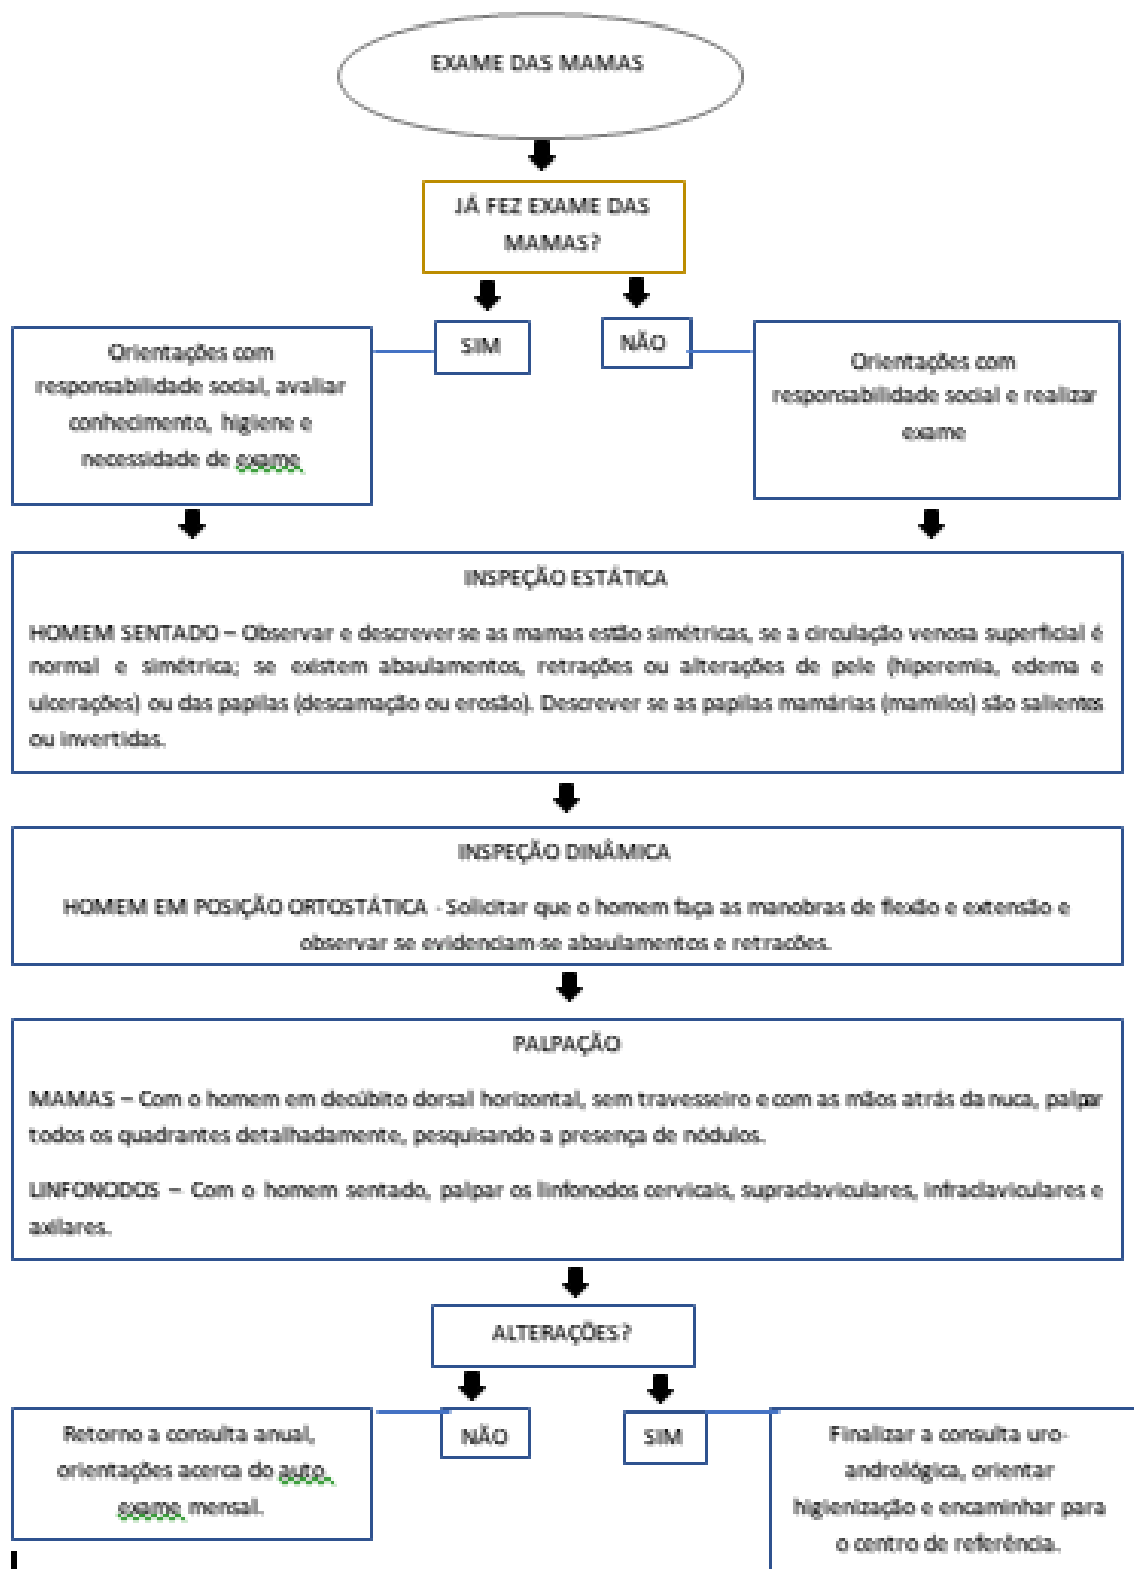 EXAME DAS MAMAS
JÁ FEZ EXAME DAS
MAMAS?
SIM
NÃO
Orientações com
responsabilidade social, avaliar
conhecimento, higiene e
necessidade de exame
Orientações com
responsabilidade social e realizar
exame
INSPEÇÃO ESTÁTICA
HOMEM SENTADO – Observar e descrever se as mamas estão simétricas, se a circulação venosa superficial é
normal e simétrica; se existem abaulamentos, retrações ou alterações de pele (hiperemia, edema e
ulcerações) ou das papilas (descamação ou erosão). Descrever se as papilas mamárias (mamilos) são salientes
ou invertidas.
INSPEÇÃO DINÂMICA
HOMEM EM POSIÇÃO ORTOSTÁTICA - Solicitar que o homem faça as manobras de flexão e extensão e
observar se evidenciam-se abaulamentos e retrações.
PALPAÇÃO
MAMAS – Com o homem em decúbito dorsal horizontal, sem travesseiro e com as mãos atrás da nuca, palpar
todos os quadrantes detalhadamente, pesquisando a presença de nódulos.
LINFONODOS – Com o homem sentado, palpar os linfonodos cervicais, supraclaviculares, infraclaviculares e
axilares.
ALTERAÇÕES?
NÃO
SIM
Retorno a consulta anual,
orientações acerca do auto
exame mensal.
Finalizar a consulta uro-
andrológica, orientar
higienização e encaminhar para
o centro de referência.